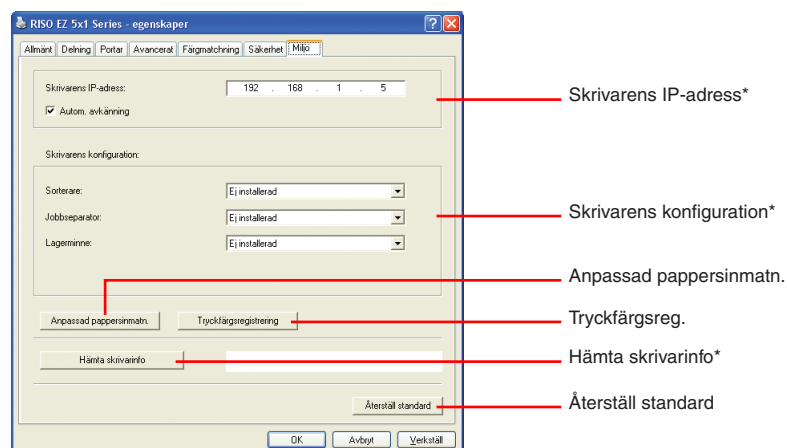 RISO EZ 5x1 Series - egenskaper
Allmänt Delning Portar Avancerat Färgmatchning Säkerhet Miljö
Skrivarens IP-adress: 192 . 168 . 1 . 5
Autom. avkänning
Skrivarens IP-adress*
Skrivarens konfiguration:
Sorterare: Ej installerad
Jobbseparator: Ej installerad
Lagerminne: Ej installerad
Skrivarens konfiguration*
Anpassad pappersinmatn.
Anpassad pappersinmatn. Tryckfärgsregistrering
Tryckfärgsreg.
Hämta skrivarinfo
Hämta skrivarinfo*
Återställ standard
Återställ standard
OK Avbryt Verkställ